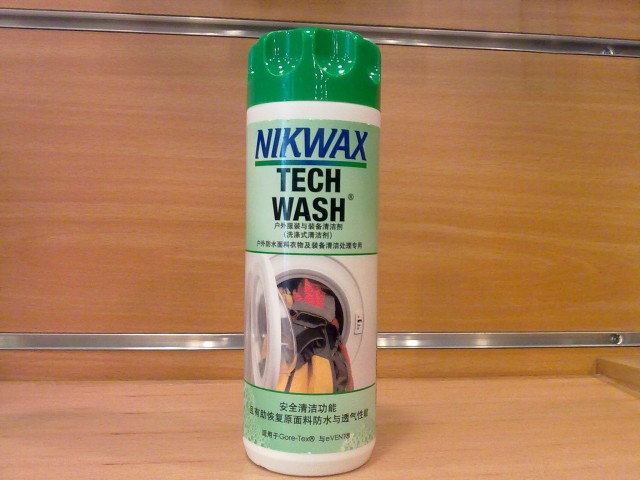 NIKWAX
TECH
WASH®
户外服装与装备清洁剂
（洗涤式清洁剂）
户外防水面料衣物及装备清洁处理专用
安全清洁功能
有助恢复原面料防水与透气性能
适用于Gore-Tex® 与eVENT®